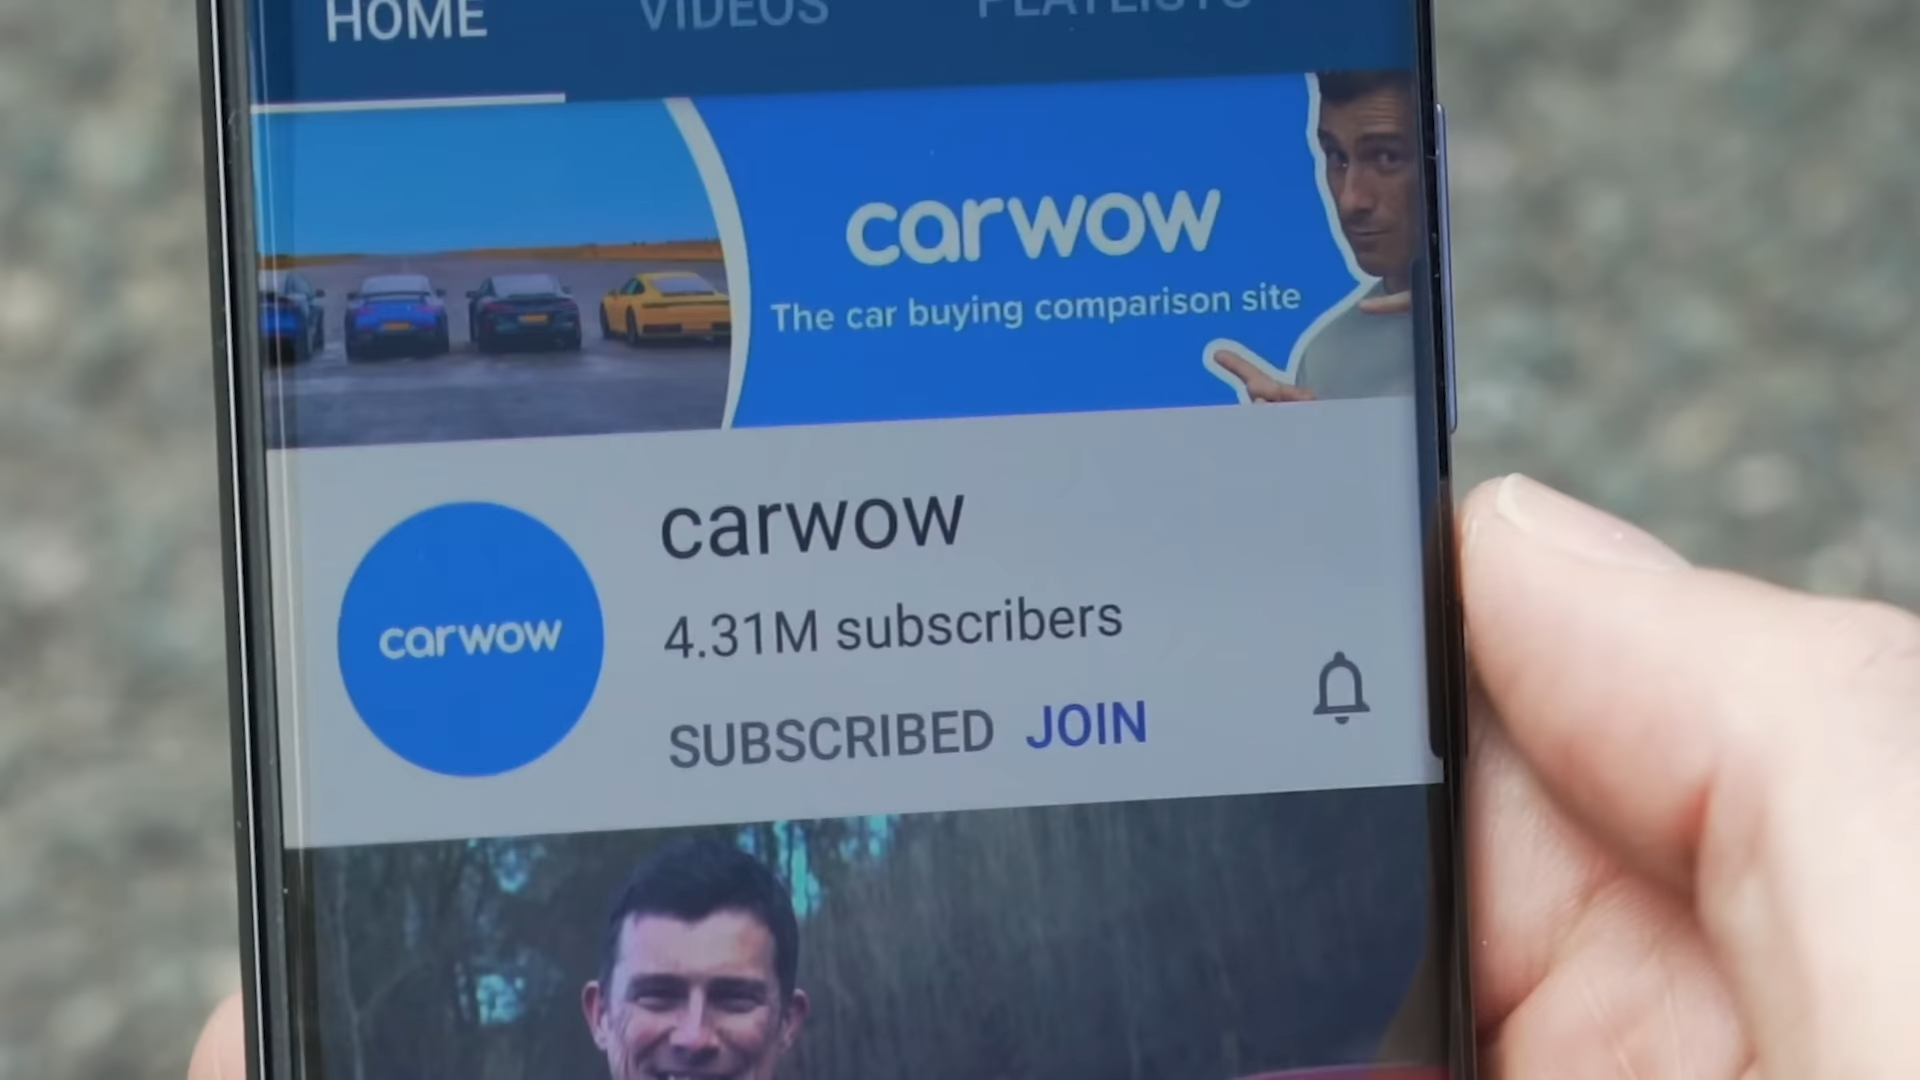 HOME VIDEOS PLAYLISTS
carwow
The car buying comparison site
carwow
4.31M subscribers
carwow
SUBSCRIBED JOIN